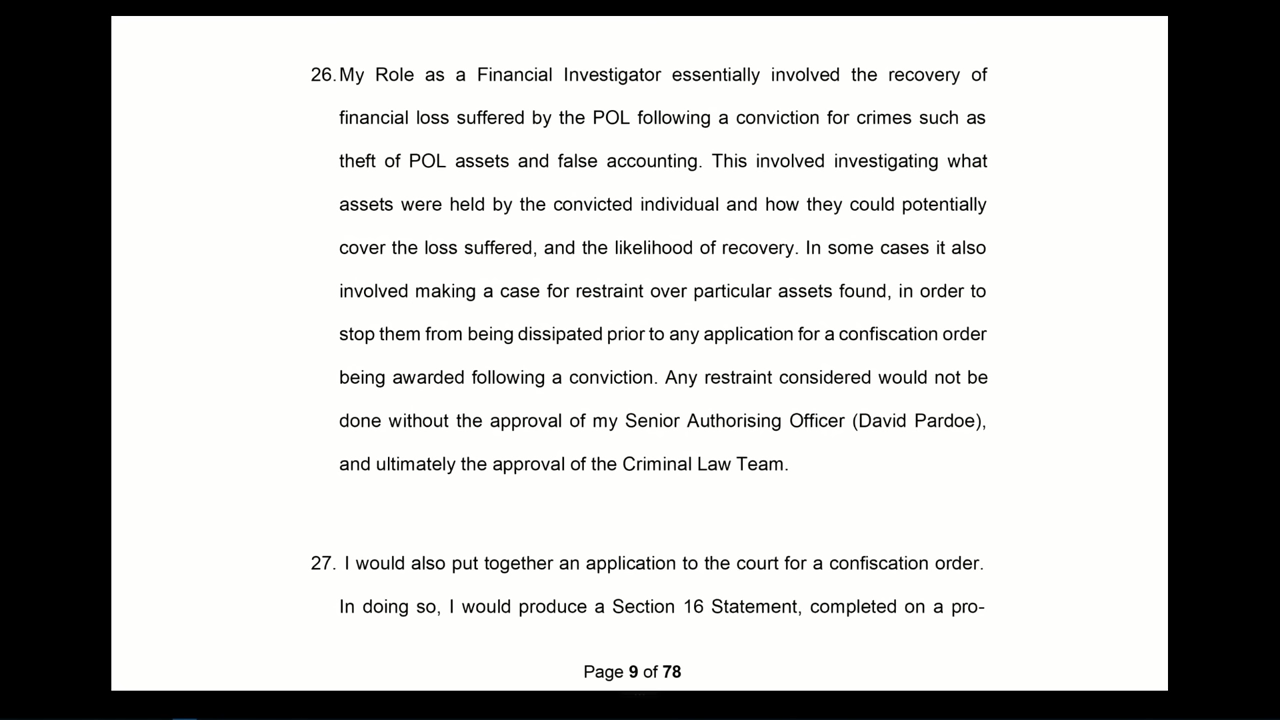 26. My Role as a Financial Investigator essentially involved the recovery of
financial loss suffered by the POL following a conviction for crimes such as
theft of POL assets and false accounting. This involved investigating what
assets were held by the convicted individual and how they could potentially
cover the loss suffered, and the likelihood of recovery. In some cases it also
involved making a case for restraint over particular assets found, in order to
stop them from being dissipated prior to any application for a confiscation order
being awarded following a conviction. Any restraint considered would not be
done without the approval of my Senior Authorising Officer (David Pardoe),
and ultimately the approval of the Criminal Law Team.
27. I would also put together an application to the court for a confiscation order.
In doing so, I would produce a Section 16 Statement, completed on a pro-
Page 9 of 78